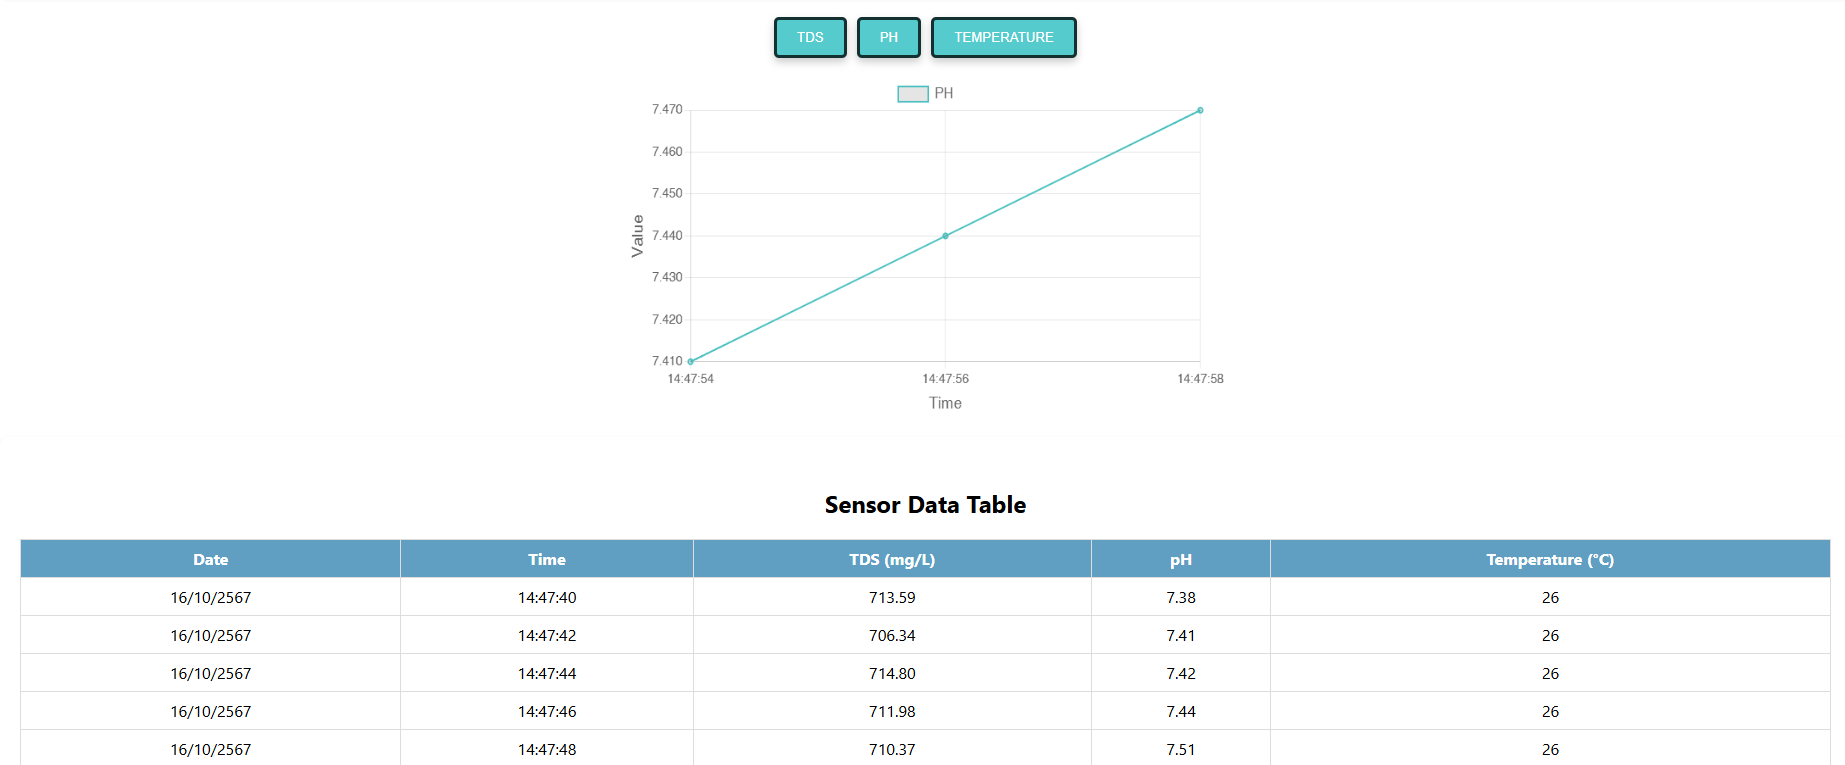 TDS PH TEMPERATURE
PH
7.470
7.460
7.450
7.440
7.430
7.420
7.410
Value
14:47:54 14:47:56 14:47:58
Time
Sensor Data Table
Date Time TDS (mg/L) pH Temperature (°C)
16/10/2567 14:47:40 713.59 7.38 26
16/10/2567 14:47:42 706.34 7.41 26
16/10/2567 14:47:44 714.80 7.42 26
16/10/2567 14:47:46 711.98 7.44 26
16/10/2567 14:47:48 710.37 7.51 26